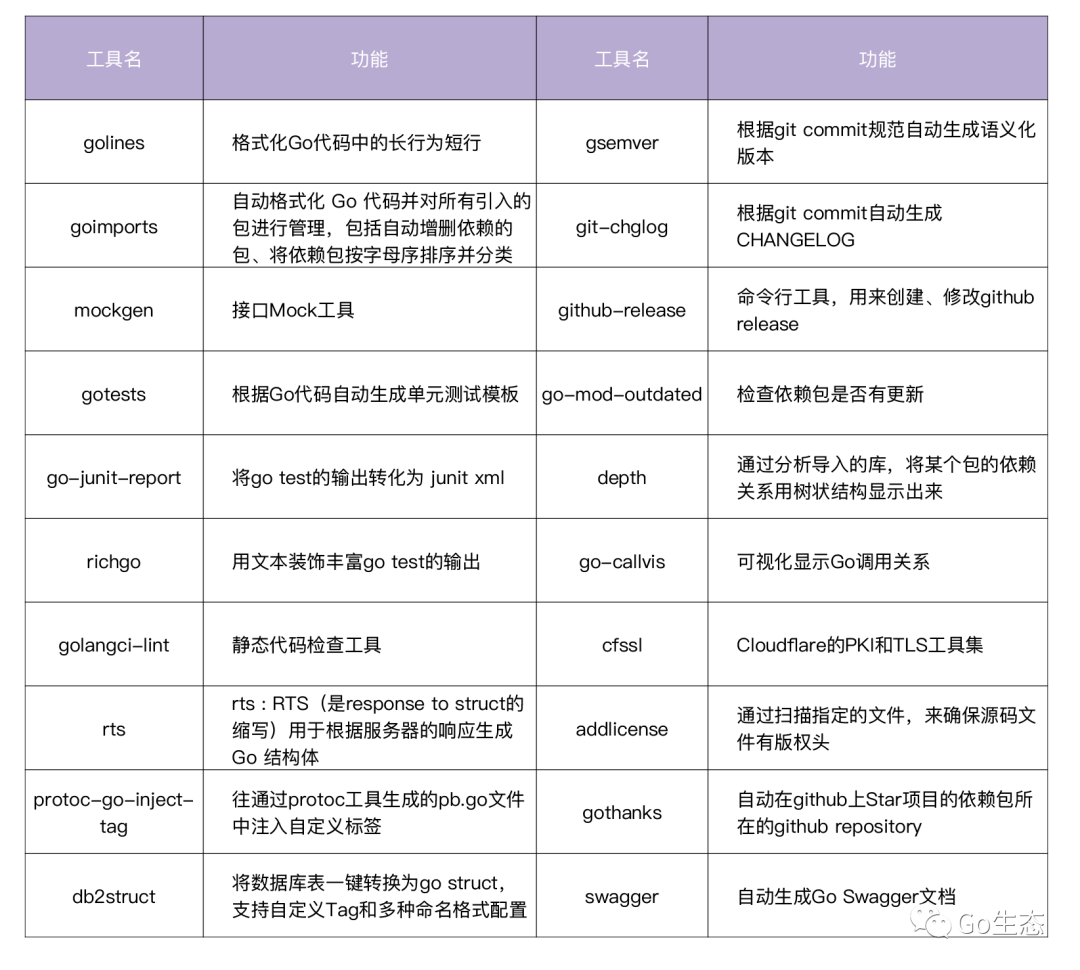 工具名
功能
工具名
功能
golines
格式化Go代码中的长行为短行
gsemver
根据git commit规范自动生成语义化
版本
goimports
自动格式化 Go 代码并对所有引入的
包进行管理，包括自动增删依赖的
包、将依赖包按字母序排序并分类
git-chglog
根据git commit自动生成
CHANGELOG
mockgen
接口Mock工具
github-release
命令行工具，用来创建、修改github
release
gotests
根据Go代码自动生成单元测试模板
go-mod-outdated
检查依赖包是否有更新
go-junit-report
将go test的输出转化为 junit xml
depth
通过分析导入的库，将某个包的依赖
关系用树状结构显示出来
richgo
用文本装饰丰富go test的输出
go-callvis
可视化显示Go调用关系
golangci-lint
静态代码检查工具
cfssl
Cloudflare的PKI和TLS工具集
rts
rts : RTS（是response to struct的
缩写）用于根据服务器的响应生成
Go 结构体
addlicense
通过扫描指定的文件，来确保源码文
件有版权头
protoc-go-inject-
tag
往通过protoc工具生成的pb.go文件
中注入自定义标签
gothanks
自动在github上Star项目的依赖包所
在的github repository
db2struct
将数据库表一键转换为go struct，
支持自定义Tag和多种命名格式配置
swagger
自动生成Go Swagger文档
Go生态